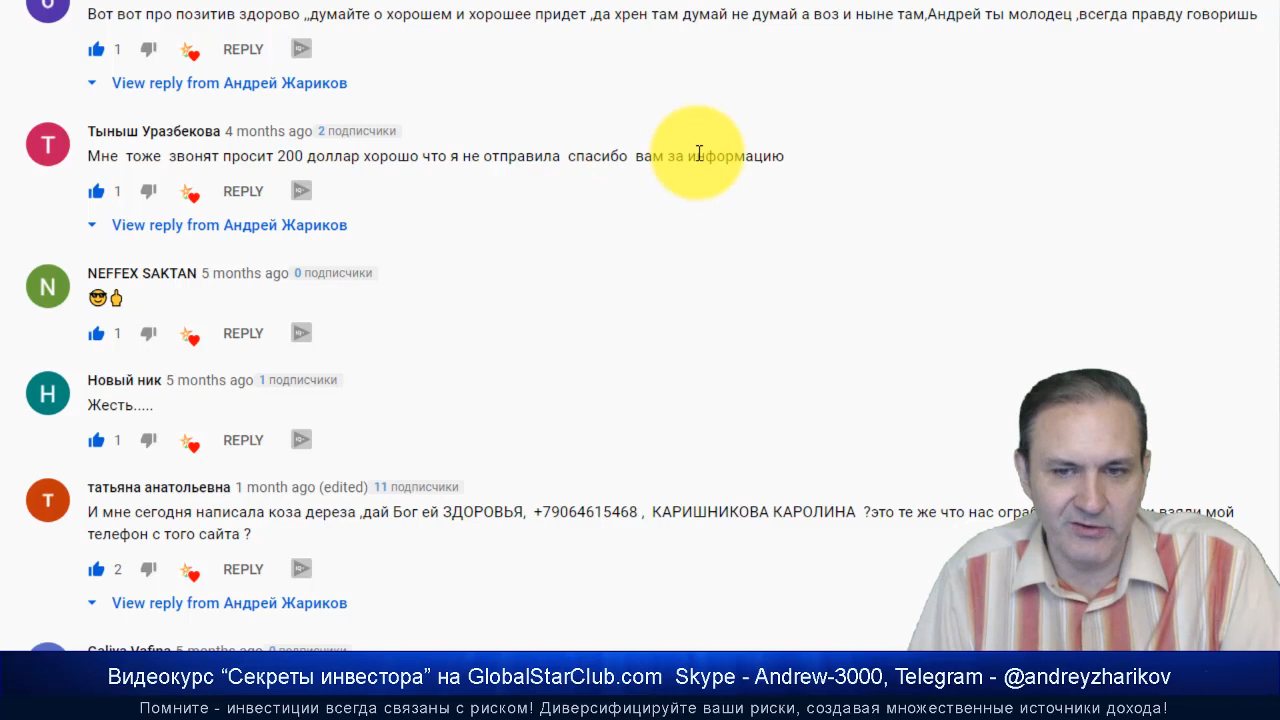 Вот вот про позитив здорово ,,думайте о хорошем и хорошее придет ,да хрен там думай не думай а воз и ныне там,Андрей ты молодец ,всегда правду говоришь
1 REPLY
View reply from Андрей Жариков
Т
Тыныш Уразбекова 4 months ago 2 подписчики
Мне тоже звонят просит 200 доллар хорошо что я не отправила спасибо вам за информацию
1 REPLY
View reply from Андрей Жариков
N
NEFFEX SAKTAN 5 months ago 0 подписчики
😎🖕
1 REPLY
Н
Новый ник 5 months ago 1 подписчики
Жесть.....
1 REPLY
Т
татьяна анатольевна 1 month ago (edited) 11 подписчики
И мне сегодня написала коза дереза ,дай Бог ей ЗДОРОВЬЯ, +79064615468 , КАРИШНИКОВА КАРОЛИНА ?это те же что нас взяли мой
телефон с того сайта ?
2 REPLY
View reply from Андрей Жариков
Видеокурс “Секреты инвестора” на GlobalStarClub.com Skype - Andrew-3000, Telegram - @andreyzharikov
Помните - инвестиции всегда связаны с риском! Диверсифицируйте ваши риски, создавая множественные источники дохода!